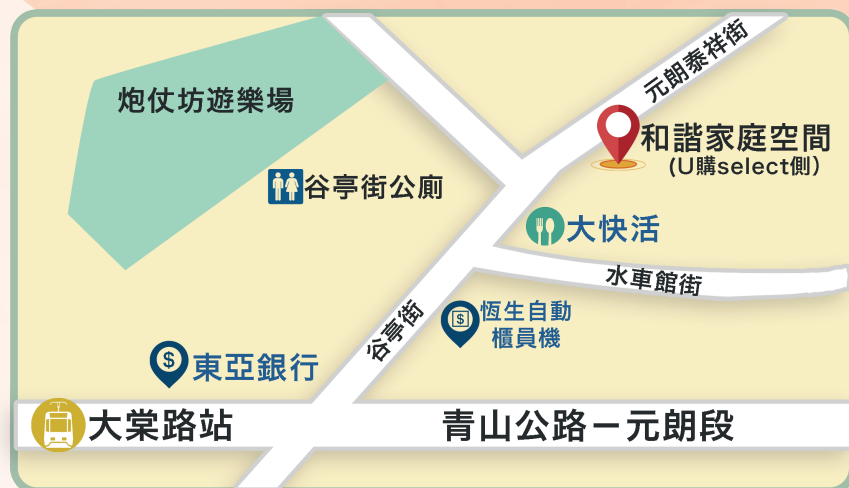 元朗泰祥街
炮仗坊遊樂場
和諧家庭空間
(U購select側)
谷亭街公廁
大快活
水車館街
恆生自動
櫃員機
谷亭街
$
$
東亞銀行
大棠路站
青山公路－元朗段